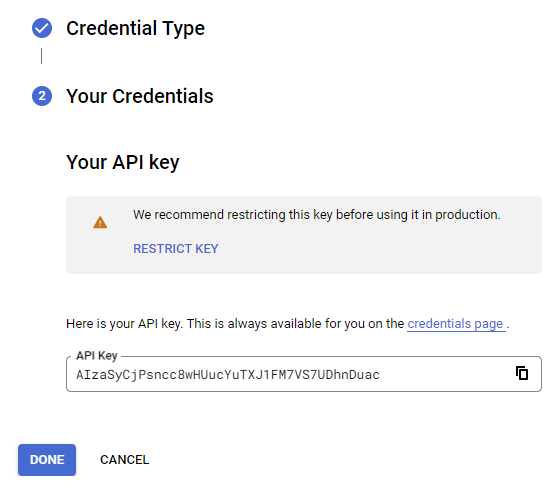 Credential Type
2 Your Credentials
Your API key
We recommend restricting this key before using it in production.
RESTRICT KEY
Here is your API key. This is always available for you on the credentials page .
API Key
AIzaSyCjPsncc8wHUucYuTXJ1FM7VS7UDhnDuac
DONE CANCEL